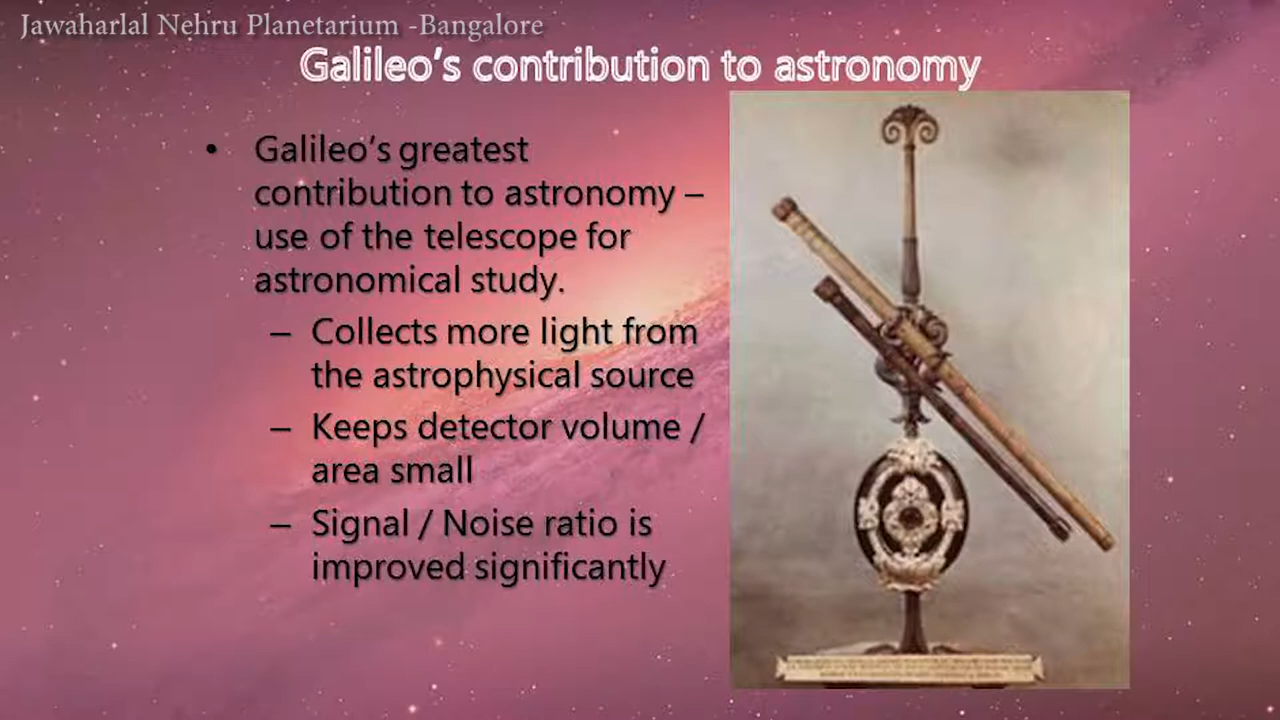 Jawaharlal Nehru Planetarium -Bangalore
Galileo's contribution to astronomy
• Galileo's greatest
contribution to astronomy –
use of the telescope for
astronomical study.
– Collects more light from
the astrophysical source
– Keeps detector volume /
area small
– Signal / Noise ratio is
improved significantly